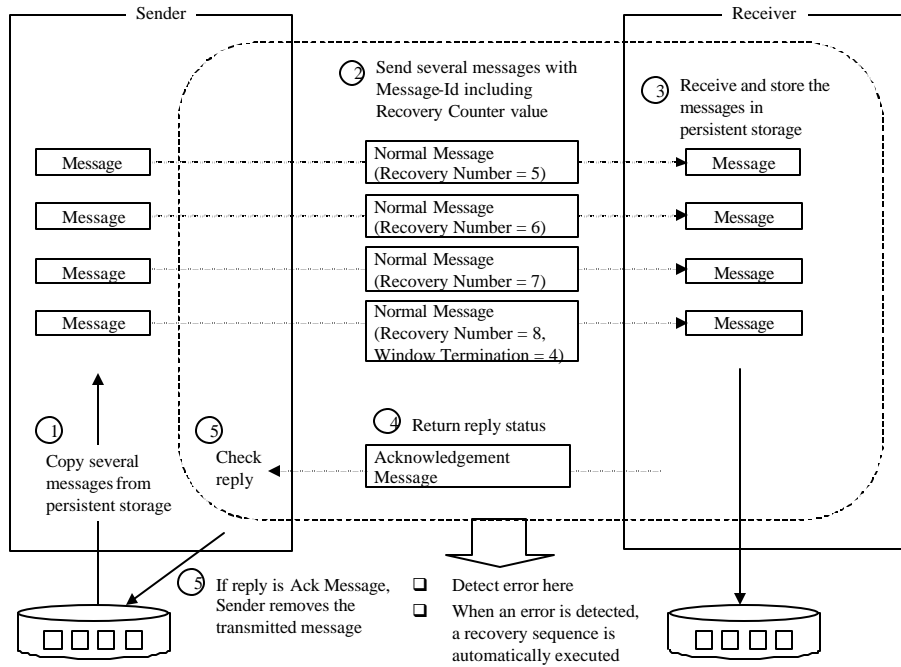 Sender
Receiver
2
Send several messages with
Message-Id including
Recovery Counter value
3
Receive and store the
messages in
persistent storage
Message
Normal Message
(Recovery Number = 5)
Message
Message
Normal Message
(Recovery Number = 6)
Message
Message
Normal Message
(Recovery Number = 7)
Message
Message
Normal Message
(Recovery Number = 8,
Window Termination = 4)
Message
1
Copy several
messages from
persistent storage
5
Check
reply
4
Return reply status
Acknowledgement
Message
5
If reply is Ack Message,
Sender removes the
transmitted message
❑ Detect error here
❑ When an error is detected,
a recovery sequence is
automatically executed